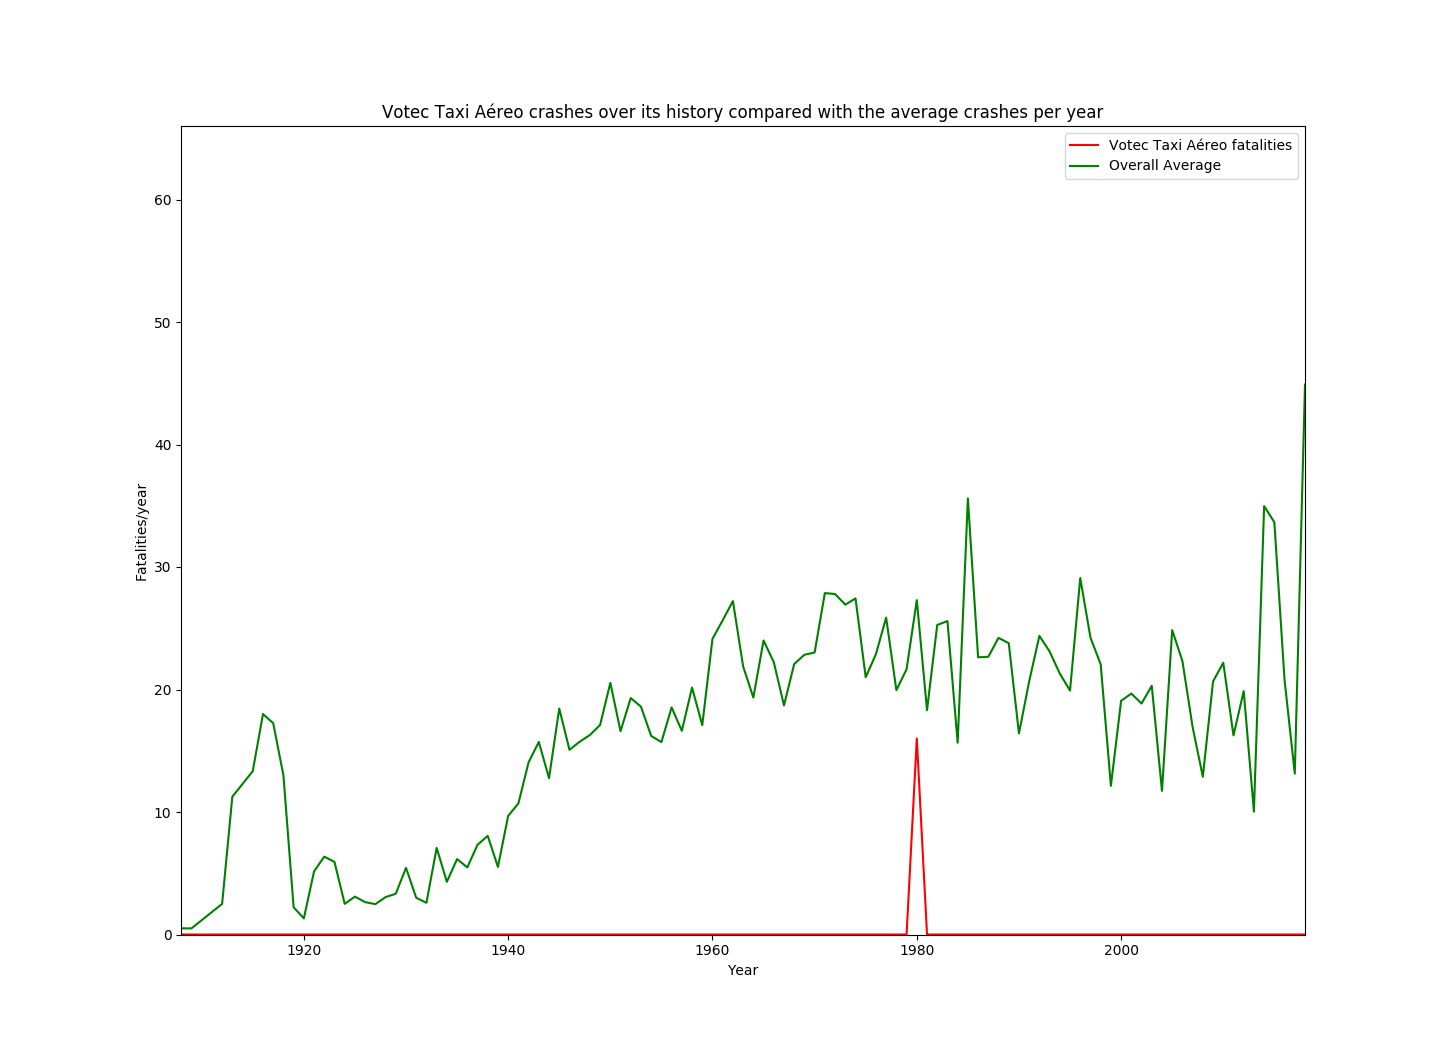 Votec Taxi Aéreo crashes over its history compared with the average crashes per year
Votec Taxi Aéreo fatalities
Overall Average
60
50
40
30
20
10
0
Fatalities/year
1920 1940 1960 1980 2000
Year